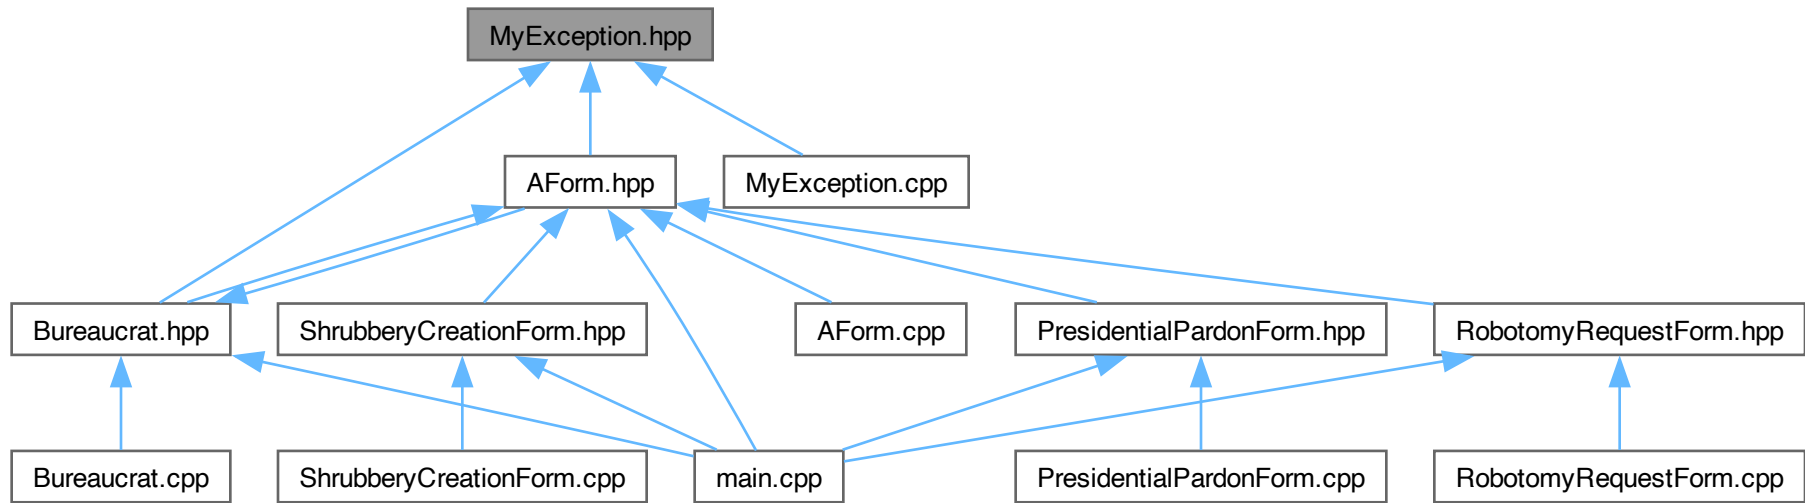 MyException.hpp
AForm.hpp
MyException.cpp
Bureaucrat.hpp
ShrubberyCreationForm.hpp
AForm.cpp
PresidentialPardonForm.hpp
RobotomyRequestForm.hpp
Bureaucrat.cpp
ShrubberyCreationForm.cpp
main.cpp
PresidentialPardonForm.cpp
RobotomyRequestForm.cpp